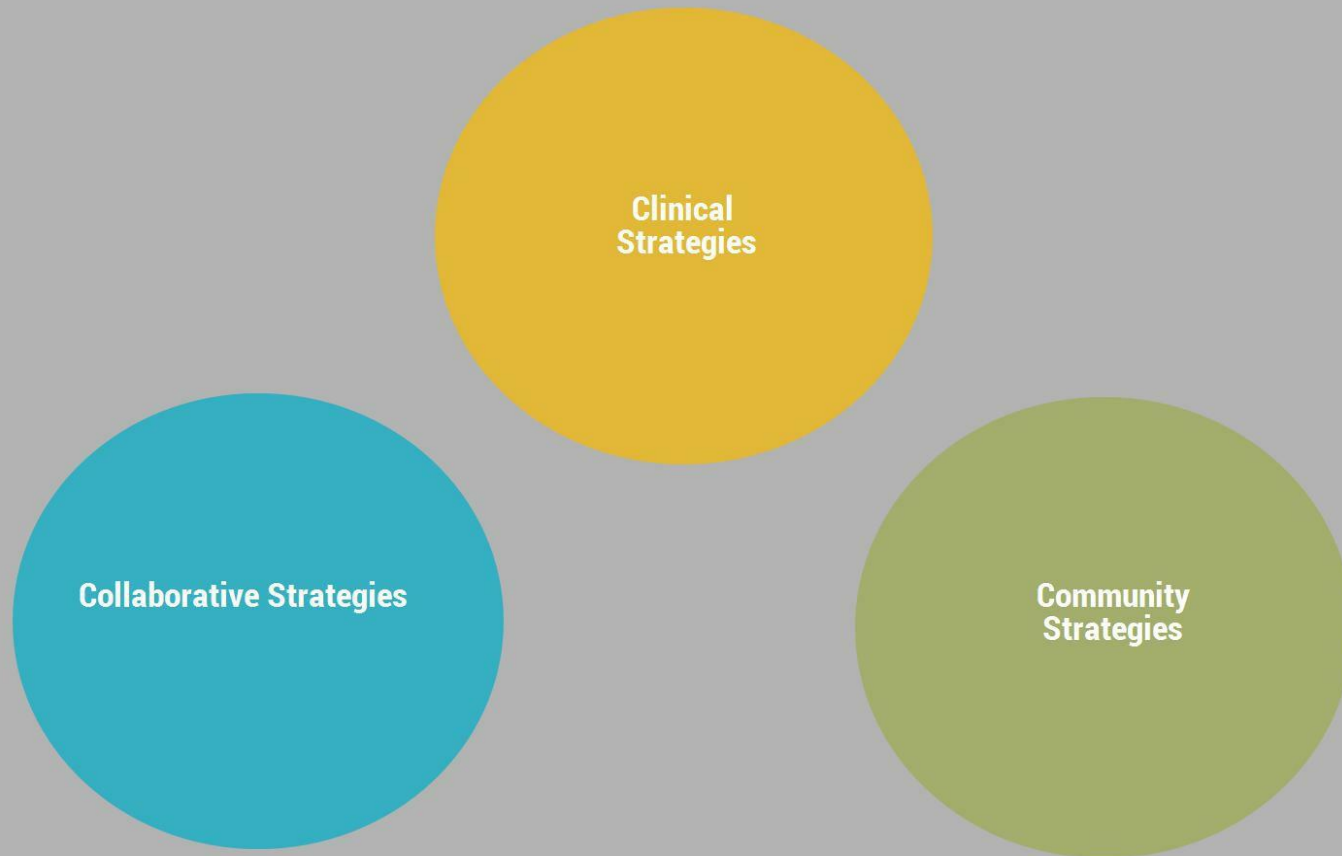 Clinical
Strategies
Collaborative Strategies
Community
Strategies